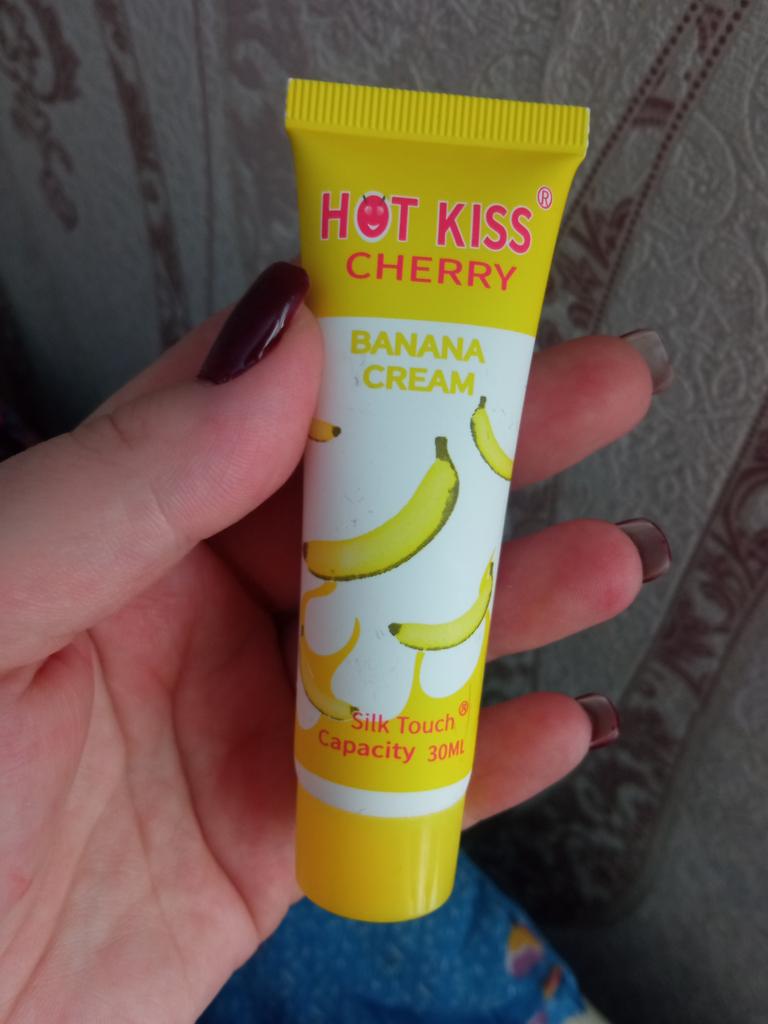 HOT KISS®
CHERRY
BANANA
CREAM
Silk Touch®
Capacity 30ML